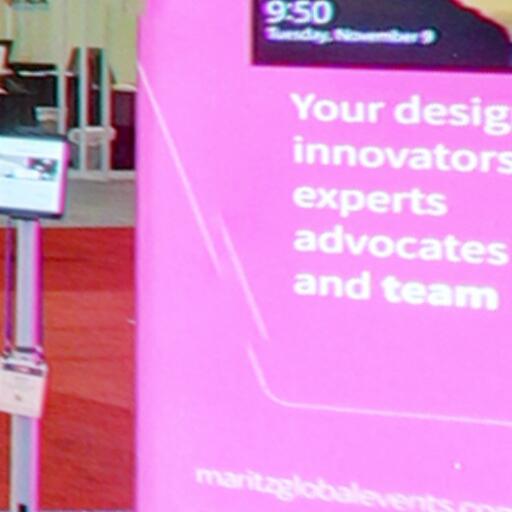 9:50
Tuesday, November 9
Your desig
innovators
experts
advocates
and team
maritzglobalevents.com